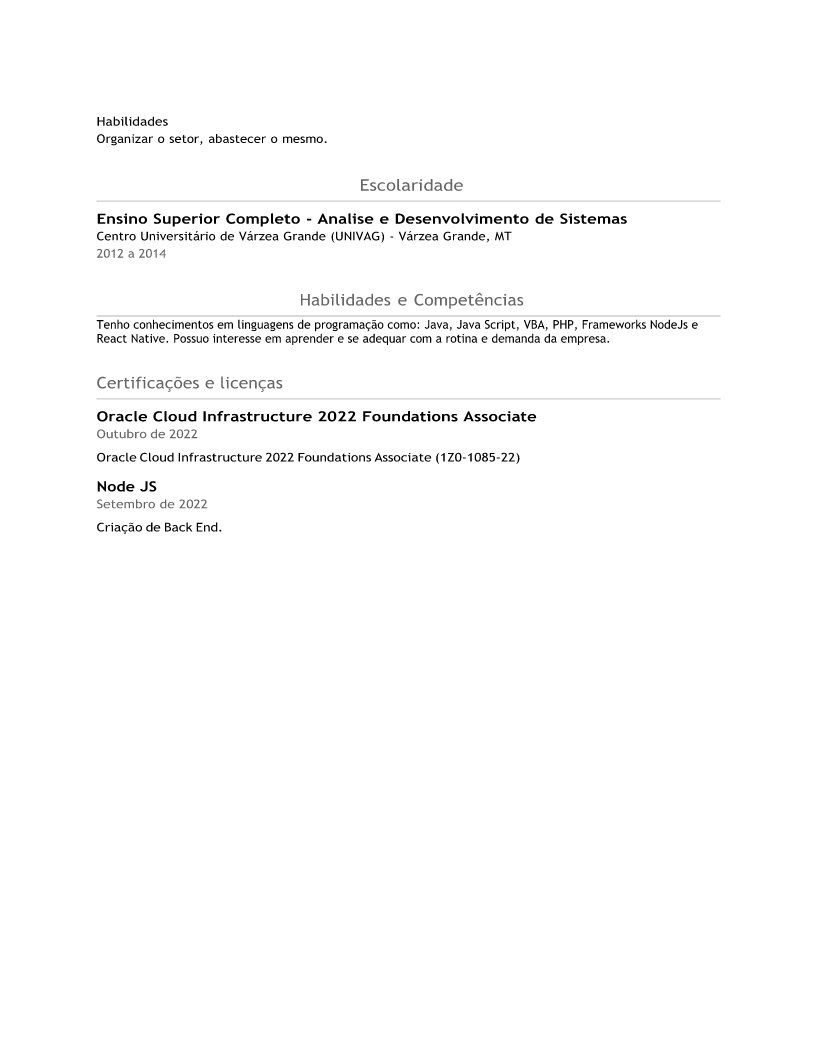 Habilidades
Organizar o setor, abastecer o mesmo.
Escolaridade
Ensino Superior Completo - Analise e Desenvolvimento de Sistemas
Centro Universitário de Várzea Grande (UNIVAG) - Várzea Grande, MT
2012 a 2014
Habilidades e Competências
Tenho conhecimentos em linguagens de programação como: Java, Java Script, VBA, PHP, Frameworks NodeJs e
React Native. Possuo interesse em aprender e se adequar com a rotina e demanda da empresa.
Certificações e licenças
Oracle Cloud Infrastructure 2022 Foundations Associate
Outubro de 2022
Oracle Cloud Infrastructure 2022 Foundations Associate (1Z0-1085-22)
Node JS
Setembro de 2022
Criação de Back End.